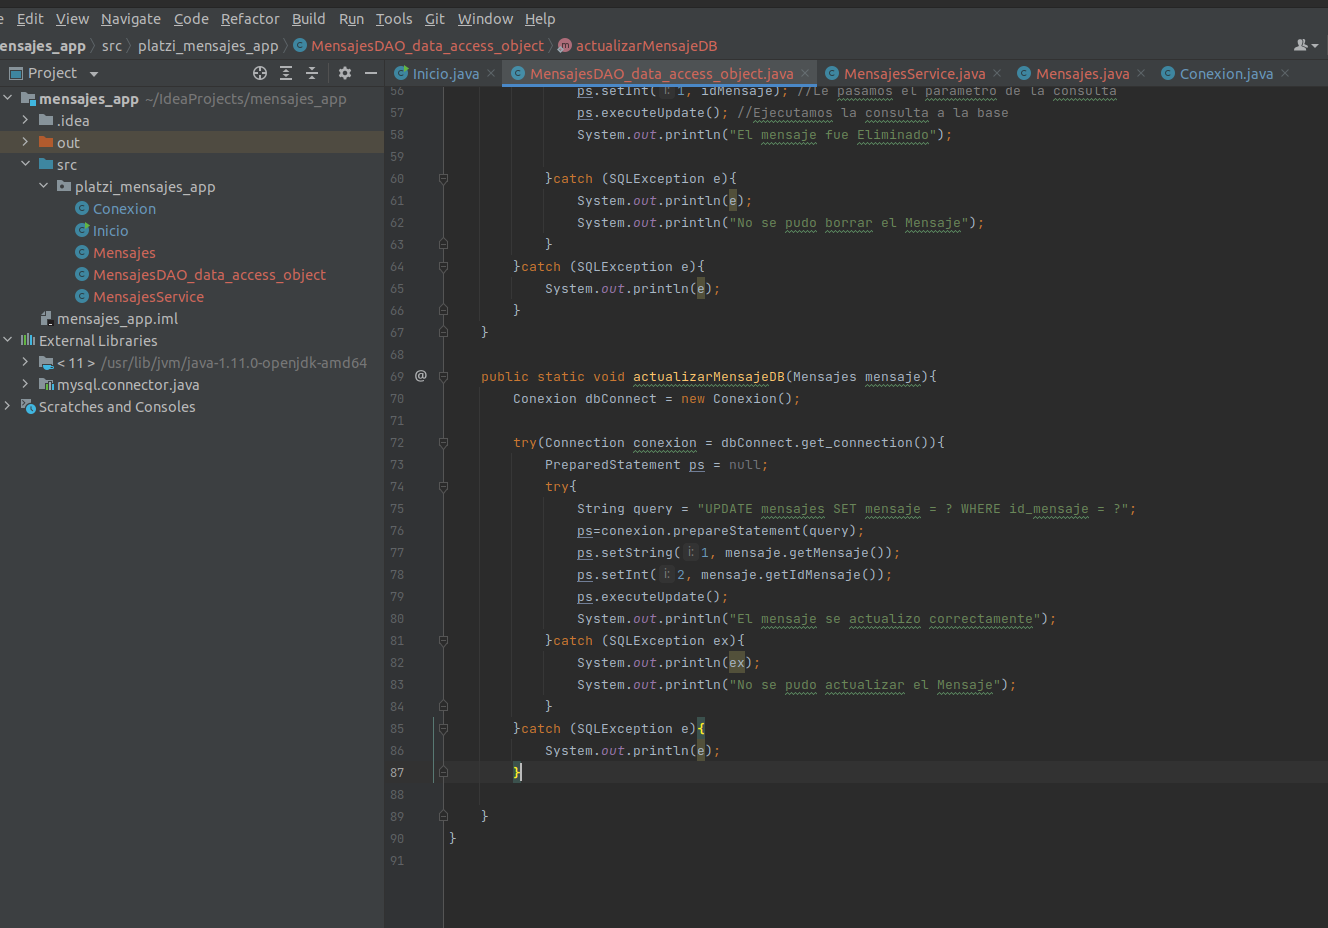 e Edit View Navigate Code Refactor Build Run Tools Git Window Help
ensajes_app src platzi_mensajes_app MensajesDAO_data_access_object m actualizarMensajeDB
Project
Inicio.java MensajesDAO_data_access_object.java MensajesService.java Mensajes.java Conexion.java
mensajes_app ~/IdeaProjects/mensajes_app
.idea
out
src
platzi_mensajes_app
Conexion
Inicio
Mensajes
MensajesDAO_data_access_object
MensajesService
mensajes_app.iml
External Libraries
< 11 > /usr/lib/jvm/java-1.11.0-openjdk-amd64
mysql.connector.java
Scratches and Consoles
56 ps.setInt( i: 1, idMensaje); //Le pasamos el parametro de la consulta
57 ps.executeUpdate(); //Ejecutamos la consulta a la base
58 System.out.println("El mensaje fue Eliminado");
59
60 }catch (SQLException e){
61 System.out.println(e);
62 System.out.println("No se pudo borrar el Mensaje");
63 }
64 }catch (SQLException e){
65 System.out.println(e);
66 }
67 }
68
69 @ public static void actualizarMensajeDB(Mensajes mensaje){
70 Conexion dbConnect = new Conexion();
71
72 try(Connection conexion = dbConnect.get_connection()){
73 PreparedStatement ps = null;
74 try{
75 String query = "UPDATE mensajes SET mensaje = ? WHERE id_mensaje = ?";
76 ps=conexion.prepareStatement(query);
77 ps.setString( i: 1, mensaje.getMensaje());
78 ps.setInt( i: 2, mensaje.getIdMensaje());
79 ps.executeUpdate();
80 System.out.println("El mensaje se actualizo correctamente");
81 }catch (SQLException ex){
82 System.out.println(ex);
83 System.out.println("No se pudo actualizar el Mensaje");
84 }
85 }catch (SQLException e){
86 System.out.println(e);
87 }
88
89 }
90 }
91